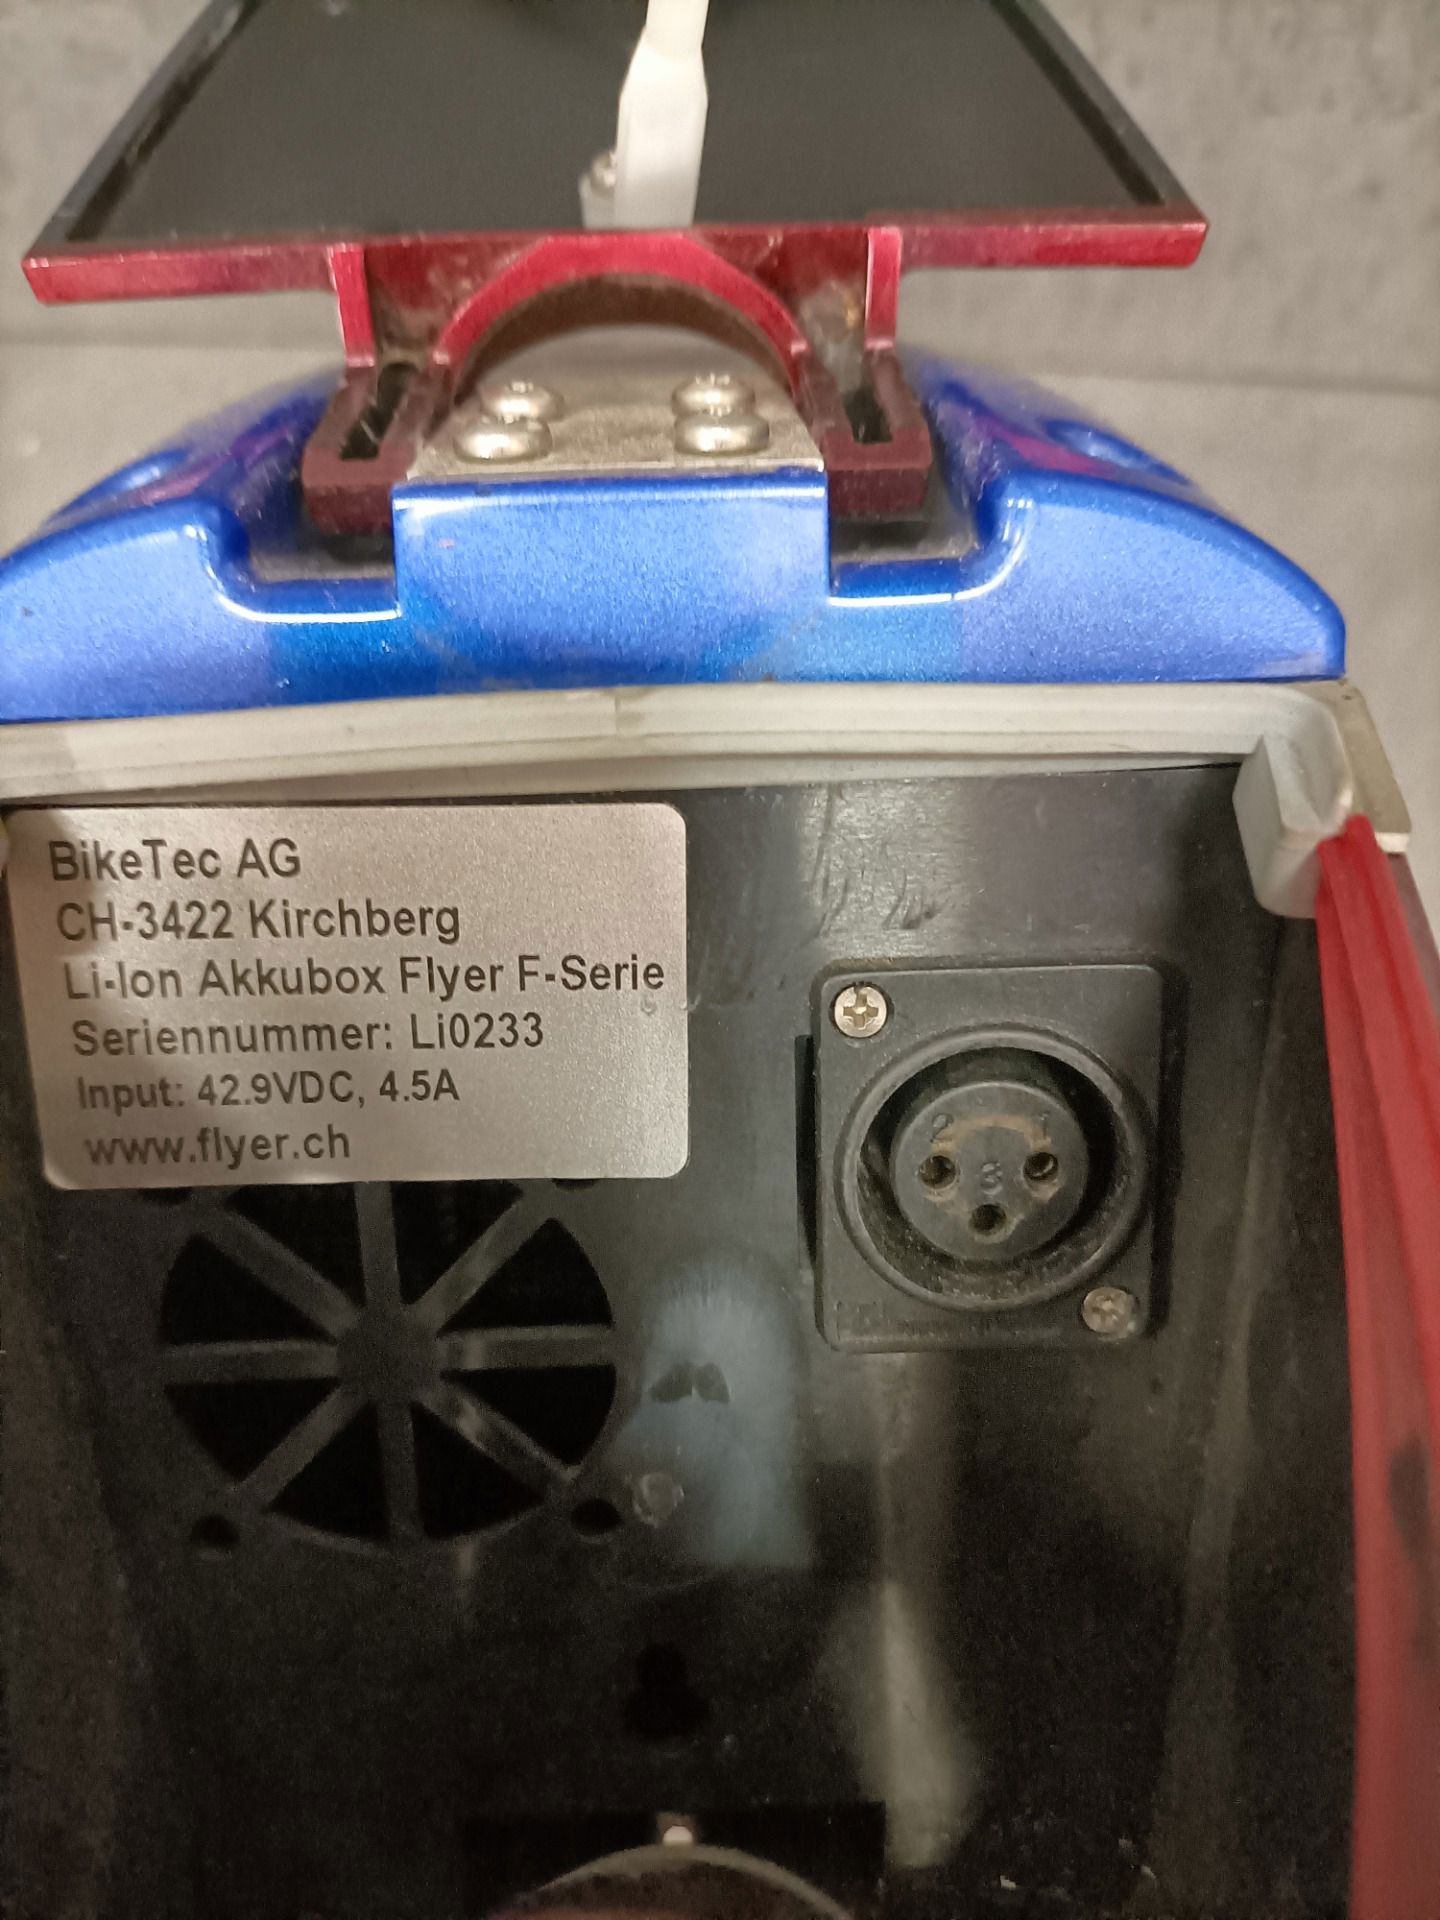 BikeTec AG
CH-3422 Kirchberg
Li-Ion Akkubox Flyer F-Serie
Seriennummer: Li0233
Input: 42.9VDC, 4.5A
www.flyer.ch
2 1
3